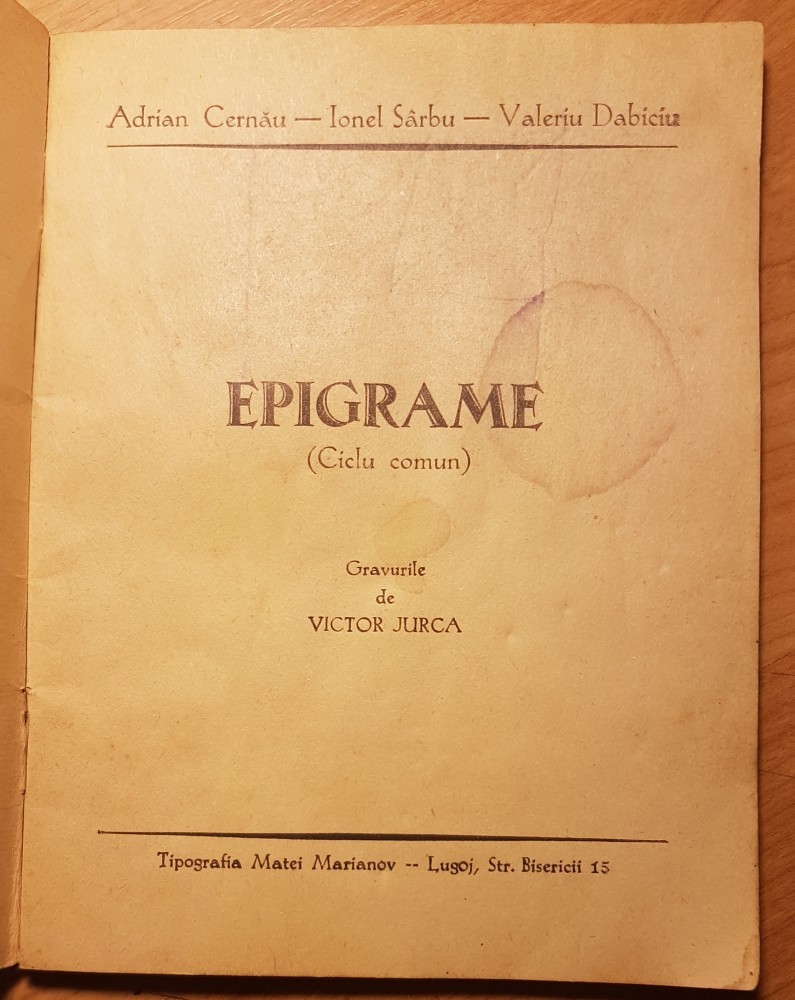 Adrian Cernău — Ionel Sârbu — Valeriu Dabiciu
EPIGRAME
(Ciclu comun)
Gravurile
de
VICTOR JURCA
Tipografia Matei Marianov -- Lugoj, Str. Bisericii 15